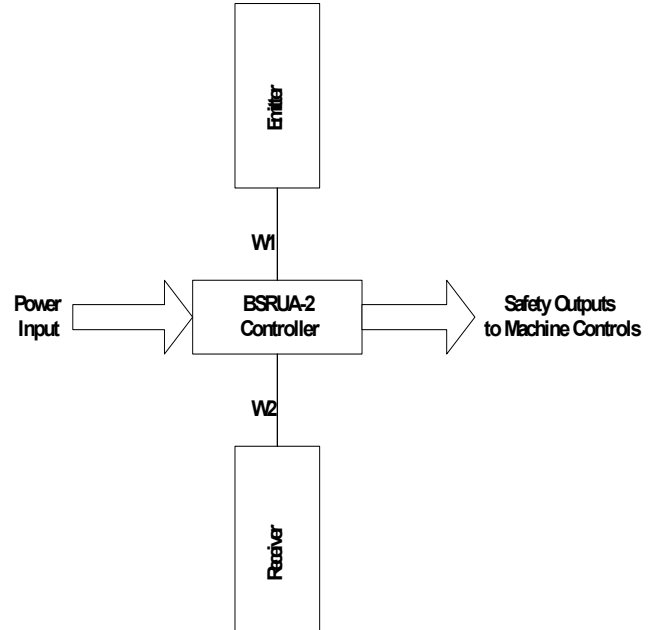 Emitter
W1
Power
Input
BSRUA-2
Controller
Safety Outputs
to Machine Controls
W2
Receiver